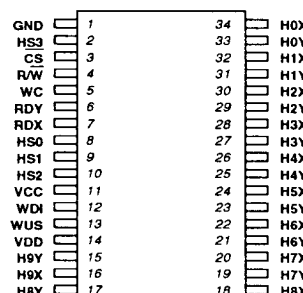 GND 1 34 H0X
HS3 2 33 H0Y
CS 3 32 H1X
R/W 4 31 H1Y
WC 5 30 H2X
RDY 6 29 H2Y
RDX 7 28 H3X
HS0 8 27 H3Y
HS1 9 26 H4X
HS2 10 25 H4Y
VCC 11 24 H5X
WDI 12 23 H5Y
WUS 13 22 H6X
VDD 14 21 H6Y
H9Y 15 20 H7X
H9X 16 19 H7Y
H8Y 17 18 H8X